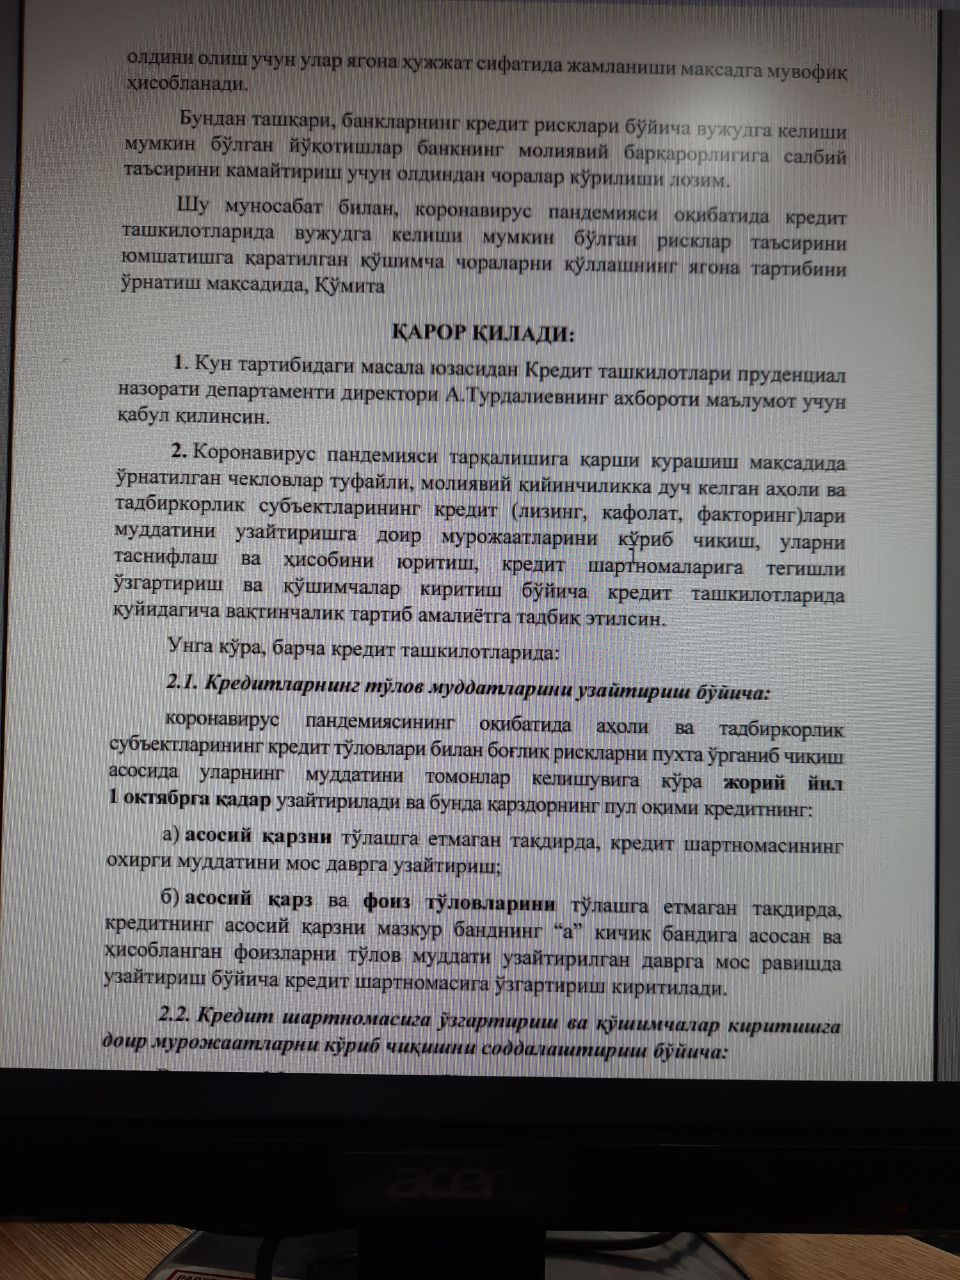 олдини олиш учун улар ягона ҳужжат сифатида жамланиши мақсадга мувофиқ
ҳисобланади.
Бундан ташқари, банкларнинг кредит рисклари бўйича вужудга келиши
мумкин бўлган йўқотишлар банкнинг молиявий барқарорлигига салбий
таъсирини камайтириш учун олдиндан чоралар кўрилиши лозим.
Шу муносабат билан, коронавирус пандемияси оқибатида кредит
ташкилотларида вужудга келиши мумкин бўлган рисклар таъсирини
юмшатишга қаратилган қўшимча чораларни қўллашнинг ягона тартибини
ўрнатиш мақсадида, Қўмита
ҚАРОР ҚИЛАДИ:
1. Кун тартибидаги масала юзасидан Кредит ташкилотлари пруденциал
назорати департаменти директори А.Турдалиевнинг ахбороти маълумот учун
қабул қилинсин.
2. Коронавирус пандемияси тарқалишига қарши курашиш мақсадида
ўрнатилган чекловлар туфайли, молиявий қийинчиликка дуч келган аҳоли ва
тадбиркорлик субъектларининг кредит (лизинг, кафолат, факторинг)лари
муддатини узайтиришга доир мурожаатларини кўриб чиқиш, уларни
таснифлаш ва ҳисобини юритиш, кредит шартномаларига тегишли
ўзгартириш ва қўшимчалар киритиш бўйича кредит ташкилотларида
қуйидагича вақтинчалик тартиб амалиётга тадбиқ этилсин.
Унга кўра, барча кредит ташкилотларида:
2.1. Кредитларнинг тўлов муддатларини узайтириш бўйича:
коронавирус пандемиясининг оқибатида аҳоли ва тадбиркорлик
субъектларининг кредит тўловлари билан боғлиқ рискларни пухта ўрганиб чиқиш
асосида уларнинг муддатини томонлар келишувига кўра жорий йил
1 октябрга қадар узайтирилади ва бунда қарздорнинг пул оқими кредитнинг:
а) асосий қарзни тўлашга етмаган тақдирда, кредит шартномасининг
охирги муддатини мос даврга узайтириш;
б) асосий қарз ва фоиз тўловларини тўлашга етмаган тақдирда,
кредитнинг асосий қарзни мазкур банднинг “а” кичик бандига асосан ва
ҳисобланган фоизларни тўлов муддати узайтирилган даврга мос равишда
узайтириш бўйича кредит шартномасига ўзгартириш киритилади.
2.2. Кредит шартномасига ўзгартириш ва қўшимчалар киритишга
доир мурожаатларни кўриб чиқишни соддалаштириш бўйича:
acer